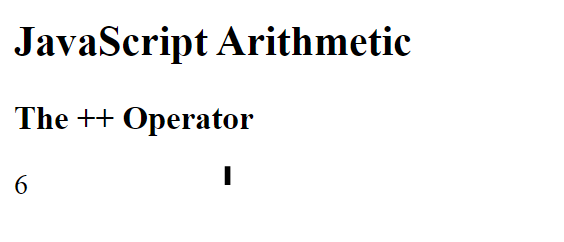 JavaScript Arithmetic
The ++ Operator
6